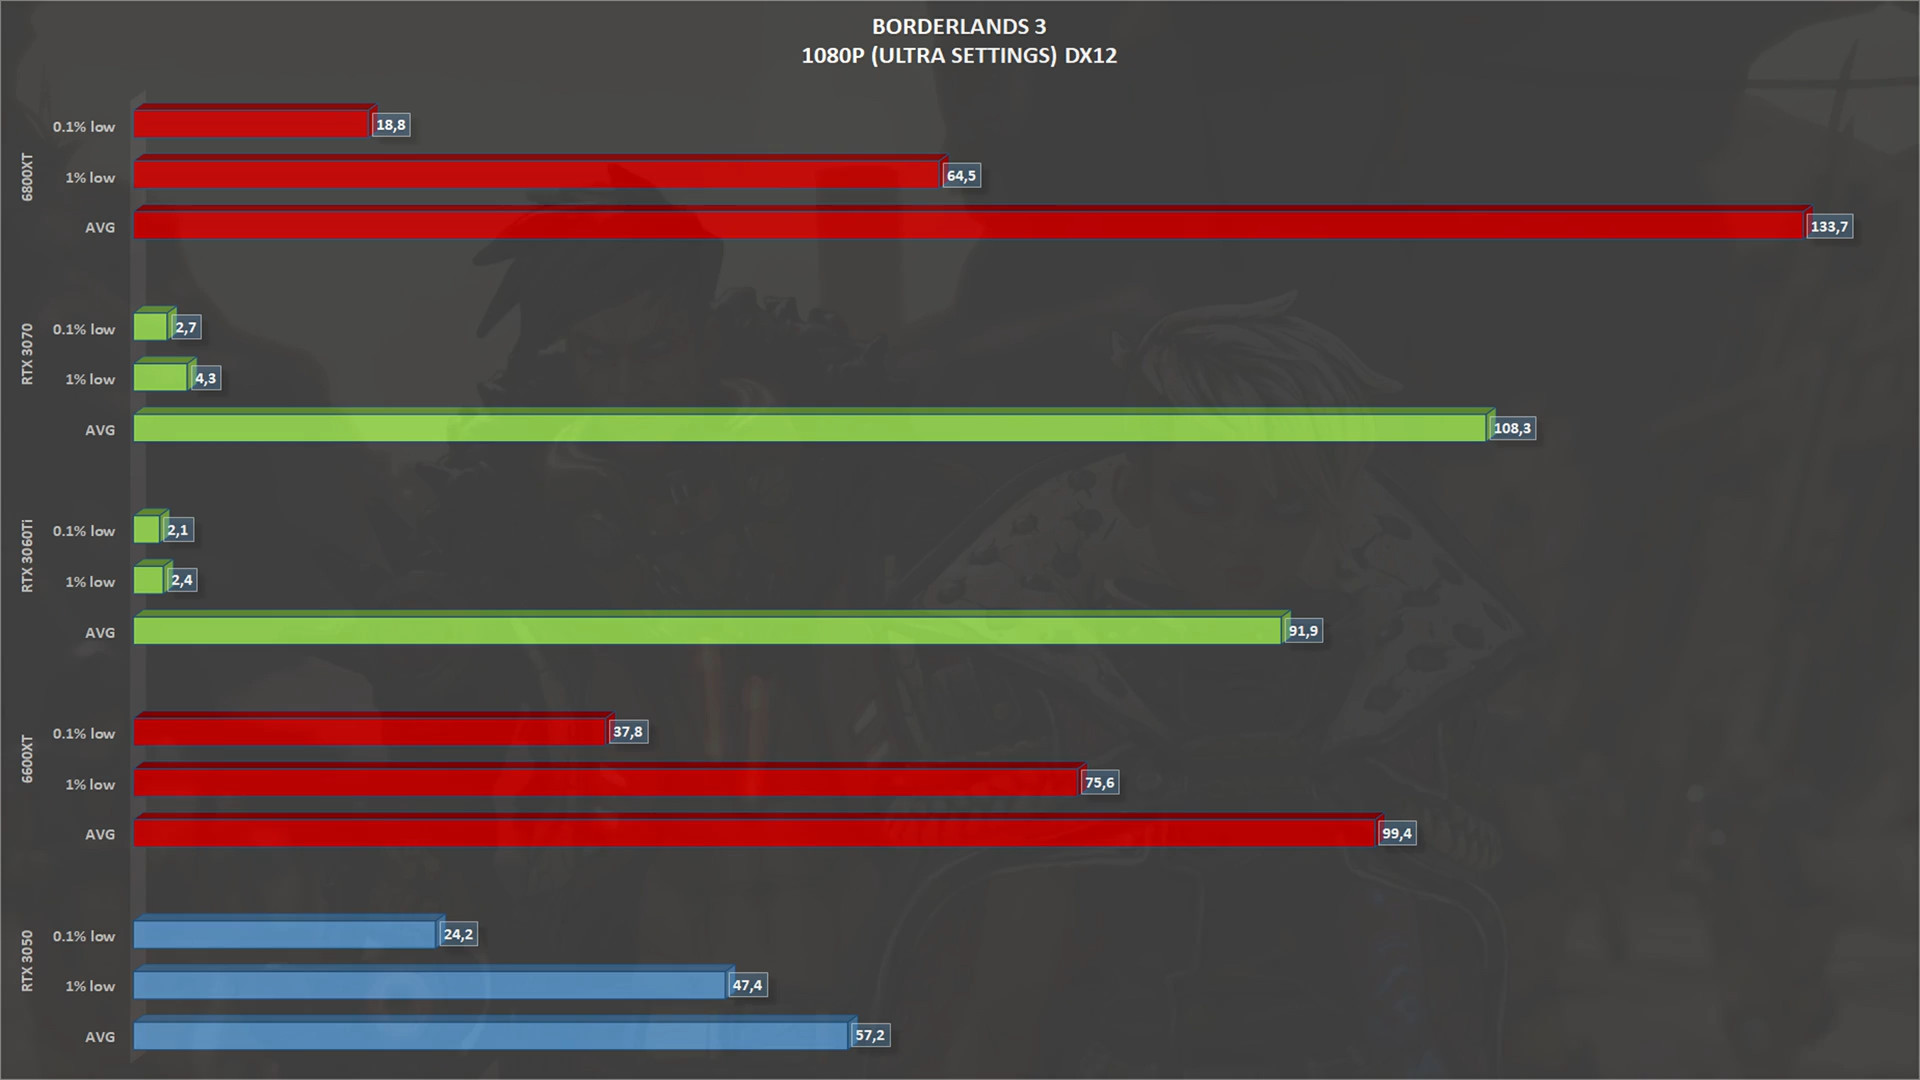 BORDERLANDS 3
1080P (ULTRA SETTINGS) DX12
6800XT
0.1% low
18,8
1% low
64,5
AVG
133,7
RTX 3070
0.1% low
2,7
1% low
4,3
AVG
108,3
RTX 3060Ti
0.1% low
2,1
1% low
2,4
AVG
91,9
6600XT
0.1% low
37,8
1% low
75,6
AVG
99,4
RTX 3050
0.1% low
24,2
1% low
47,4
AVG
57,2